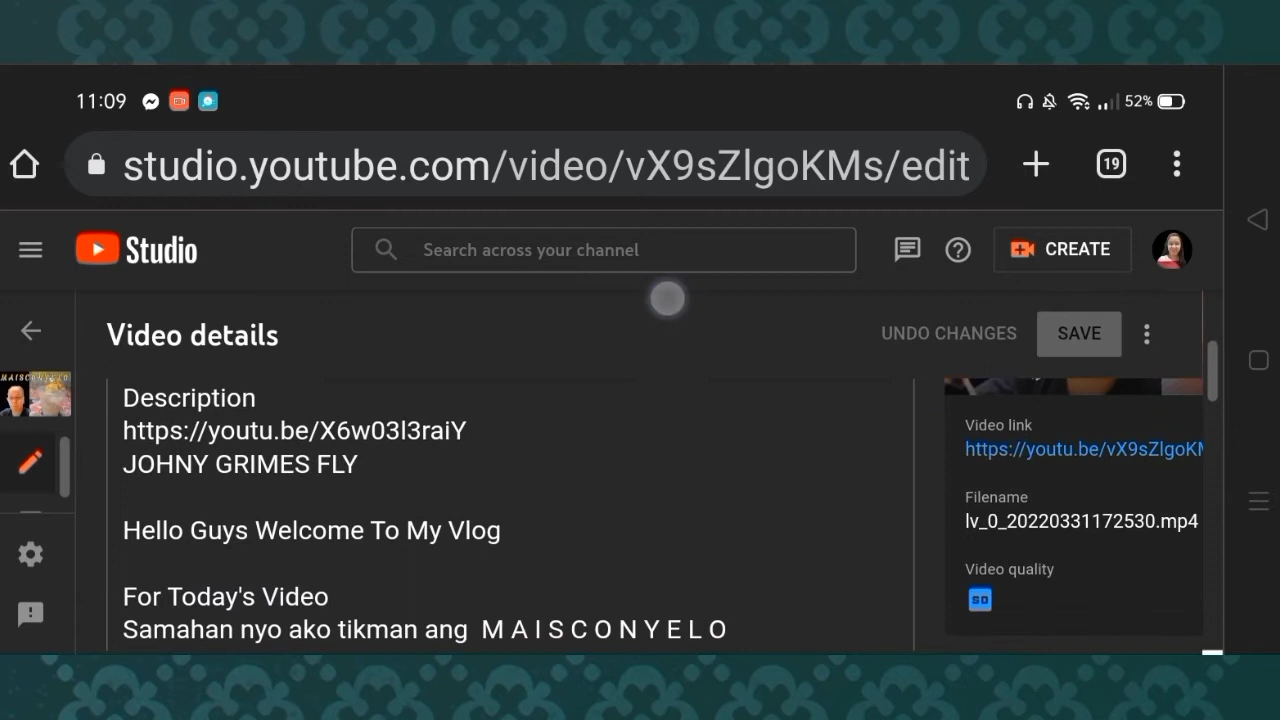 11:09
52%
studio.youtube.com/video/vX9sZlgoKMs/edit
19
Studio
Search across your channel
CREATE
Video details
UNDO CHANGES
SAVE
MAISCONYELO
Description
https://youtu.be/X6w03l3raiY
JOHNY GRIMES FLY
Hello Guys Welcome To My Vlog
For Today's Video
Samahan nyo ako tikman ang M A I S C O N Y E L O
Video link
https://youtu.be/vX9sZlgoKM
Filename
lv_0_20220331172530.mp4
Video quality
SD